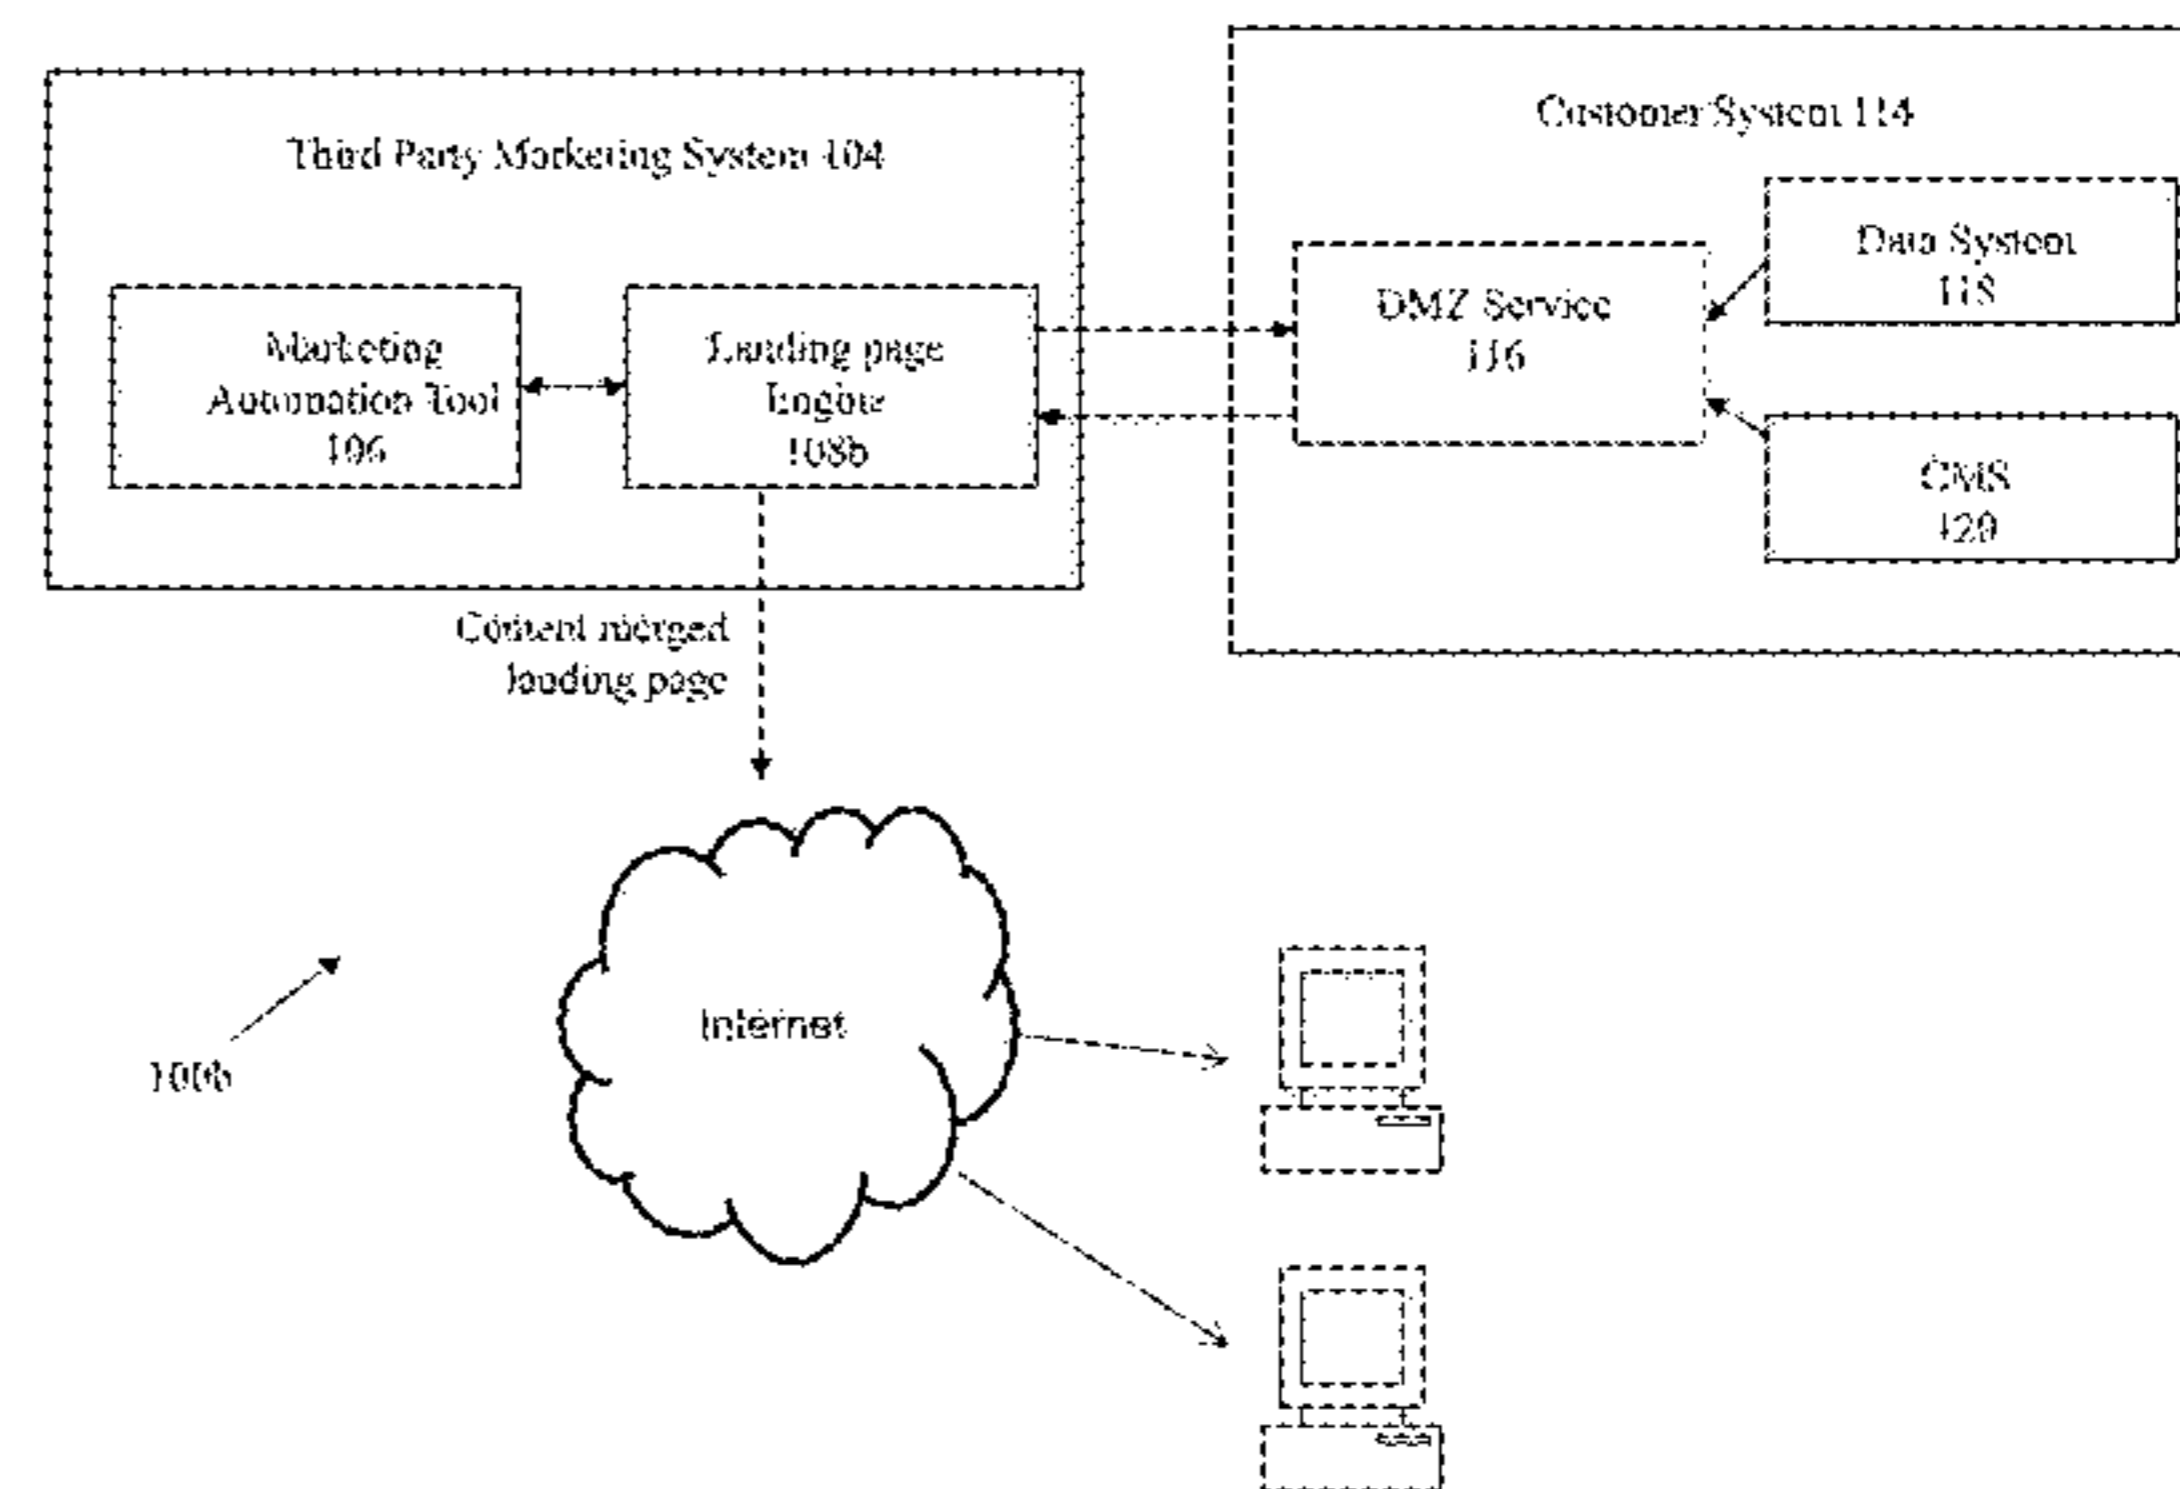 Customer System 114
Third Party Marketing System 104
Data System
118
DMZ Service
116
Marketing
Automation Tool
106
Landing page
Engine
108b
CMS
120
Content merged
landing page
Internet
100b